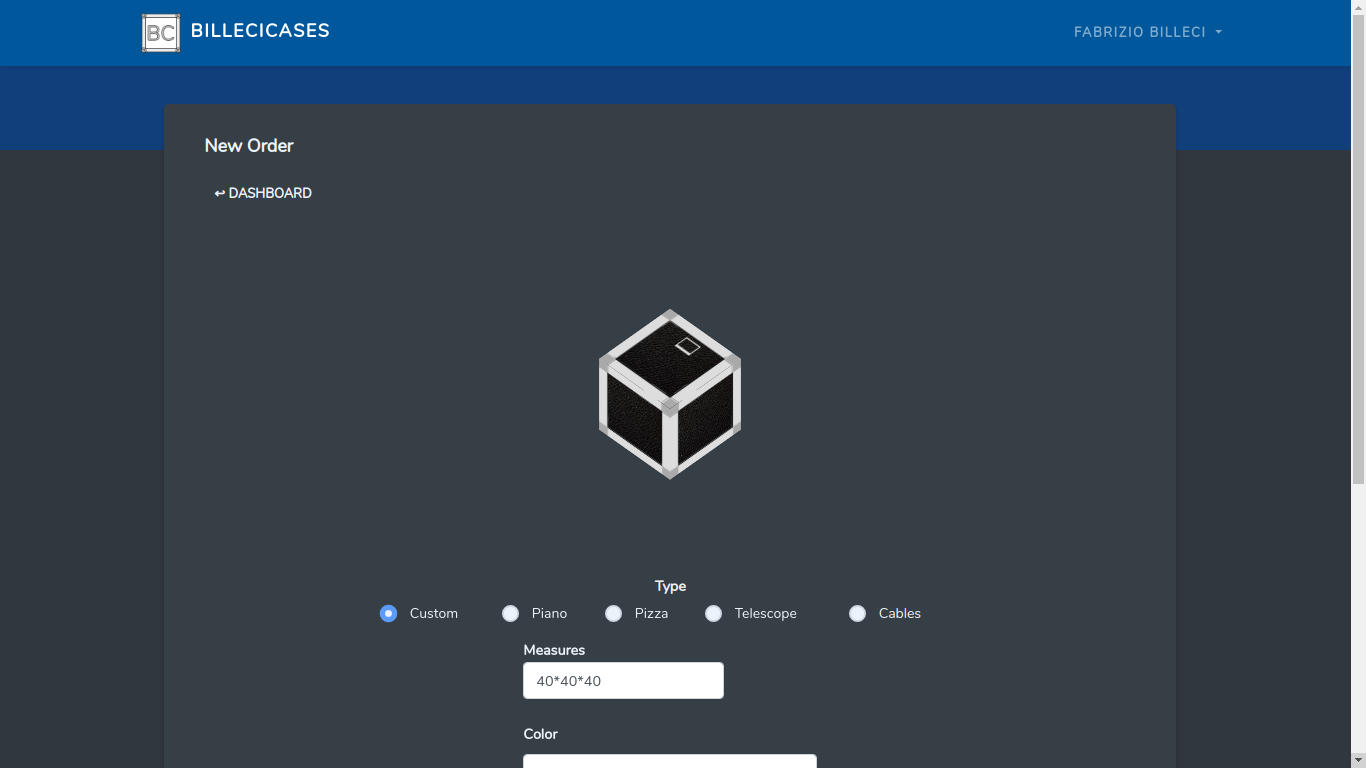 BC BILLECICASES
FABRIZIO BILLECI
New Order
↩ DASHBOARD
Type
Custom Piano Pizza Telescope Cables
Measures
40*40*40
Color